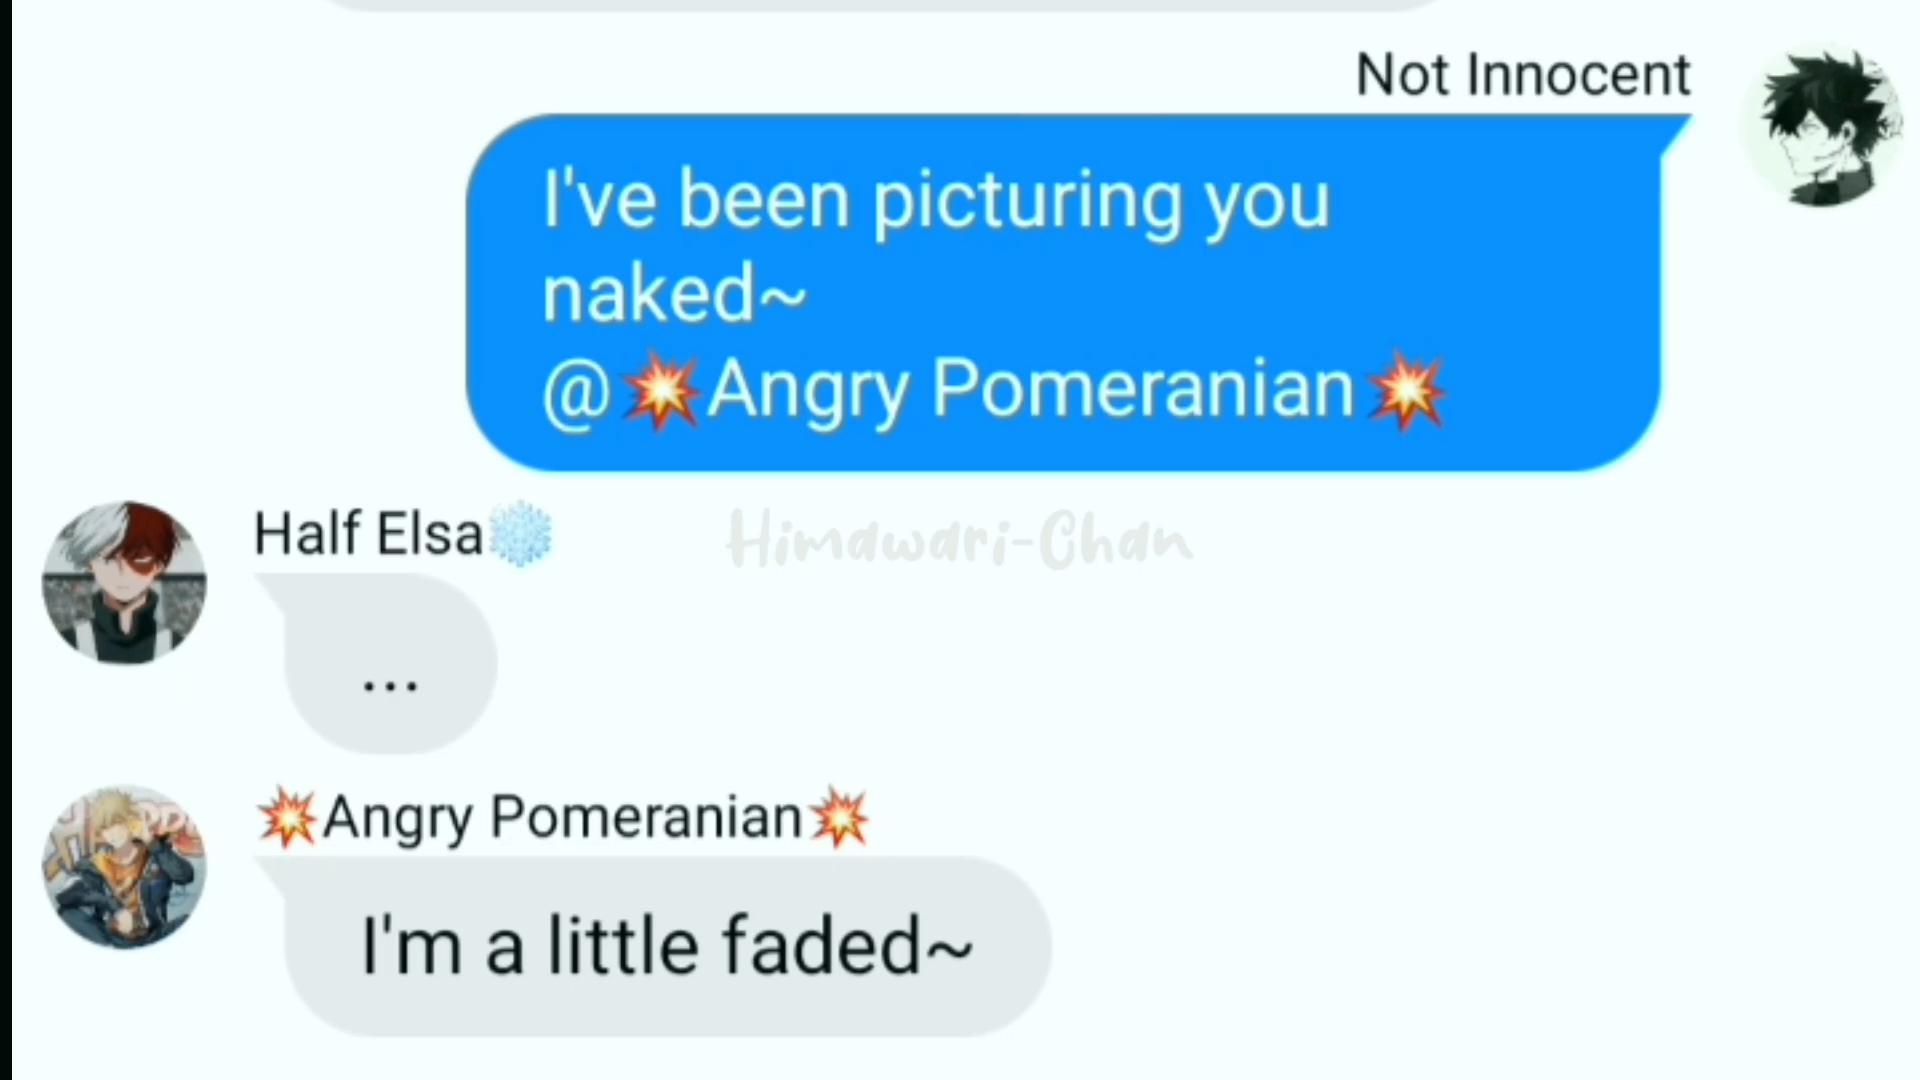 Not Innocent
I've been picturing you
naked~
@💥Angry Pomeranian💥
Half Elsa❄️
Himawari-Chan
...
💥Angry Pomeranian💥
I'm a little faded~